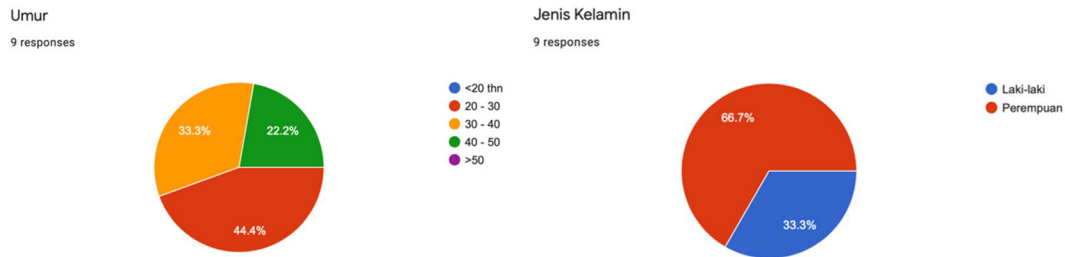 Umur
9 responses
<20 thn
20 - 30
30 - 40
40 - 50
>50
33.3%
22.2%
44.4%
Jenis Kelamin
9 responses
Laki-laki
Perempuan
66.7%
33.3%